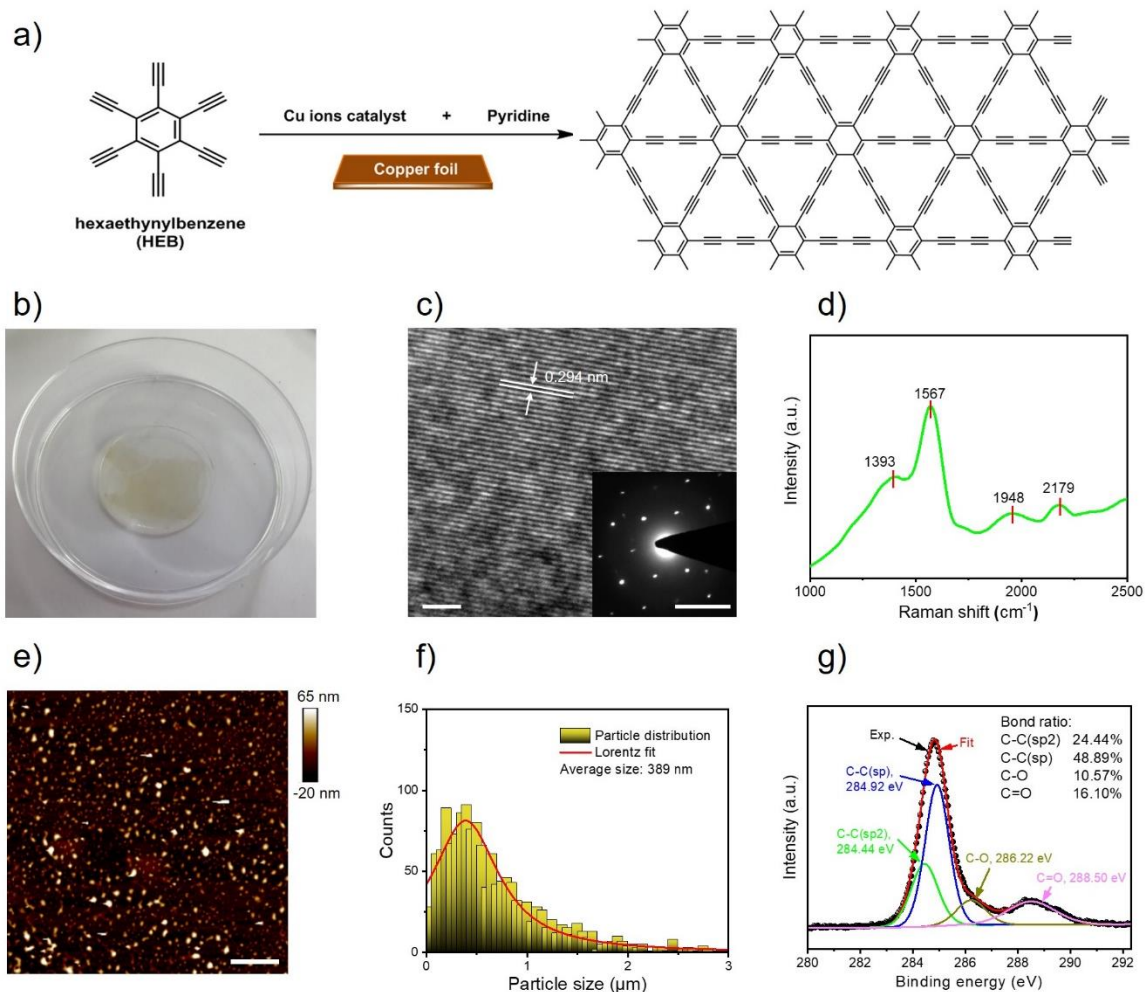 a)
Cu ions catalyst + Pyridine
Copper foil
hexaethynylbenzene
(HEB)
b)
c)
0.294 nm
d)
Intensity (a.u.)
1393
1567
1948
2179
1000
1500
2000
2500
Raman shift (cm⁻¹)
e)
65 nm
-20 nm
f)
Counts
150
100
50
0
Particle distribution
Lorentz fit
Average size: 389 nm
0
1
2
3
Particle size (µm)
g)
Intensity (a.u.)
Exp.
Fit
C-C(sp),
284.92 eV
C-C(sp2),
284.44 eV
C-O, 286.22 eV
C=O, 288.50 eV
Bond ratio:
C-C(sp2) 24.44%
C-C(sp) 48.89%
C-O 10.57%
C=O 16.10%
280
282
284
286
288
290
292
Binding energy (eV)